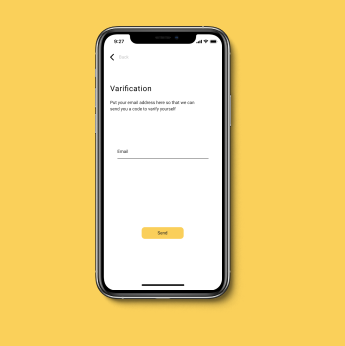 9:27
Back
Varification
Put your email address here so that we can
send you a code to verify yourself
Email
Send